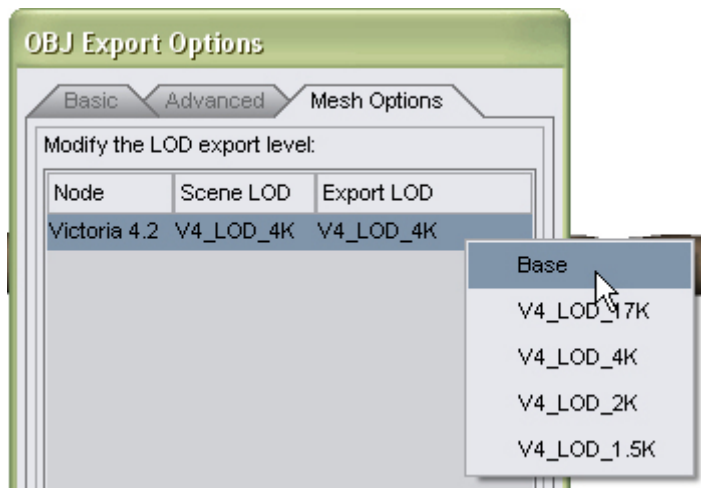 OBJ Export Options
Basic Advanced Mesh Options
Modify the LOD export level:
Node Scene LOD Export LOD
Victoria 4.2 V4_LOD_4K V4_LOD_4K
Base
V4_LOD_17K
V4_LOD_4K
V4_LOD_2K
V4_LOD_1.5K